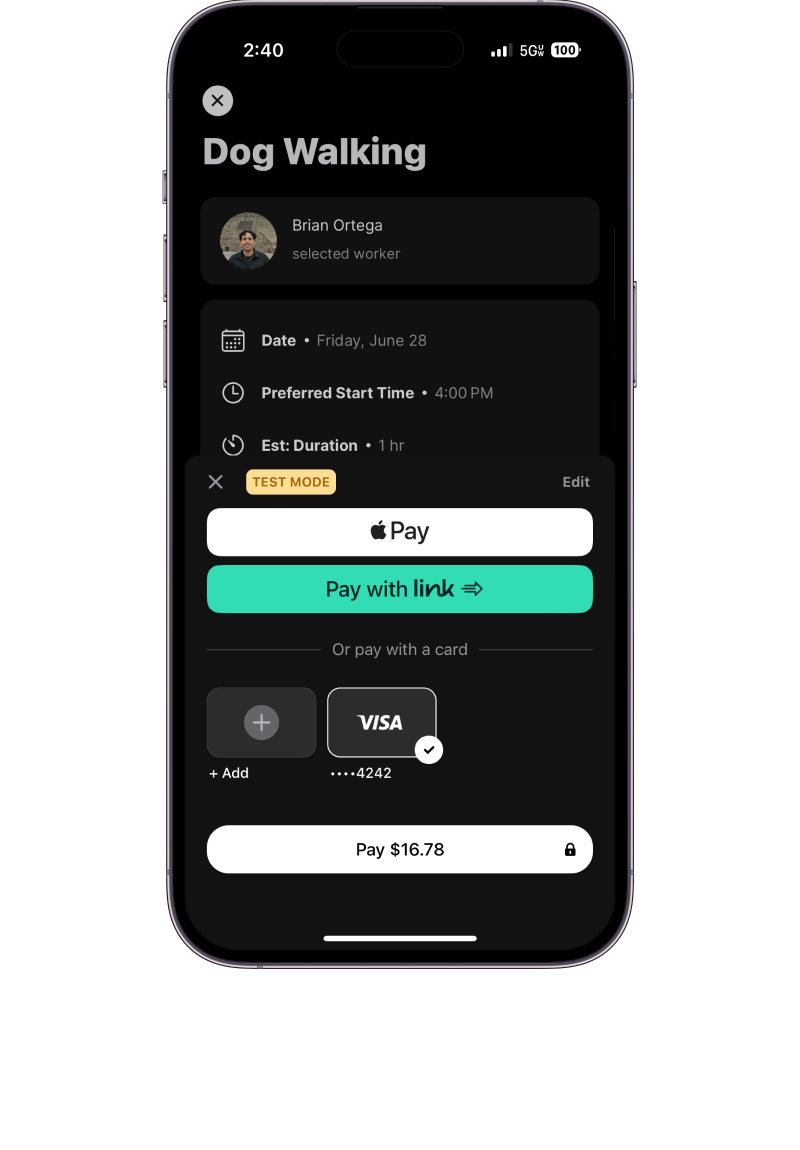 2:40 5GUW 100
Dog Walking
Brian Ortega
selected worker
Date • Friday, June 28
Preferred Start Time • 4:00 PM
Est: Duration • 1 hr
TEST MODE Edit
Pay
Pay with link
Or pay with a card
VISA
+ Add ••••4242
Pay $16.78